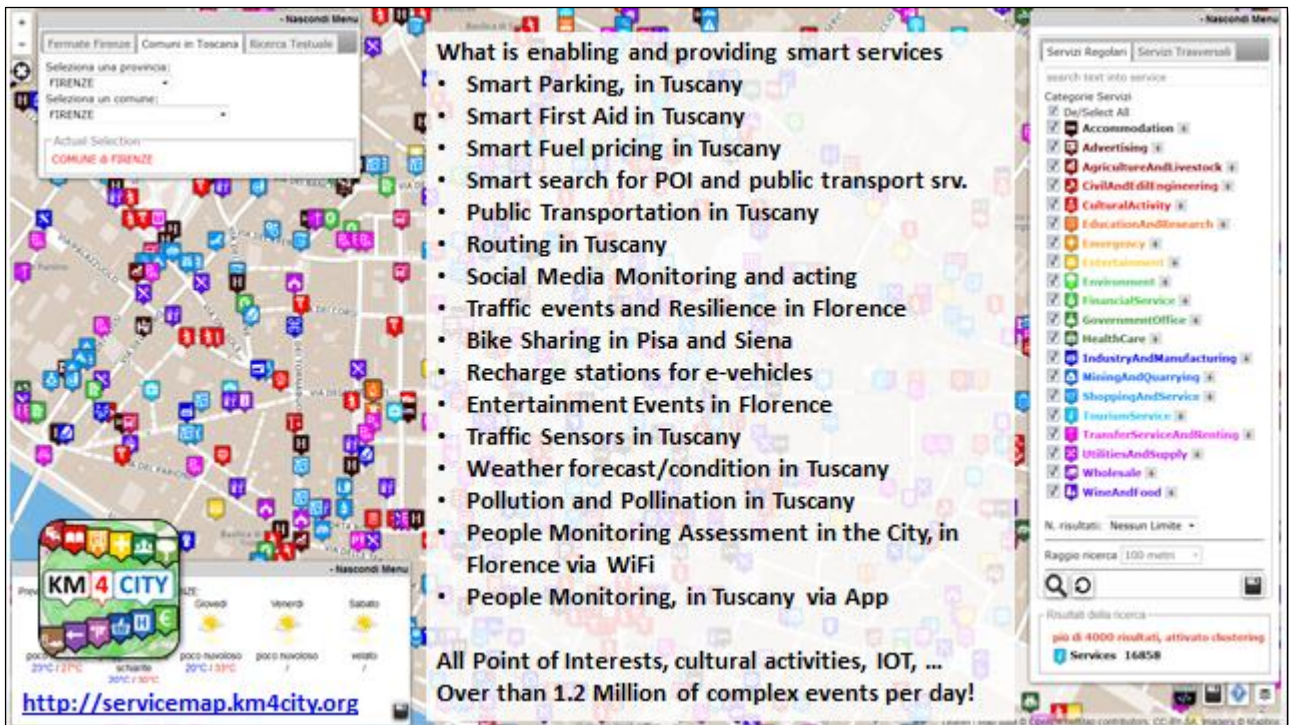 - Nascondi Menu
Fermate Firenze
Comuni in Toscana
Ricerca Testuale
Seleziona una provincia:
FIRENZE
Seleziona un comune:
FIRENZE
Actual Selection
COMUNE di FIRENZE
What is enabling and providing smart services
• Smart Parking, in Tuscany
• Smart First Aid in Tuscany
• Smart Fuel pricing in Tuscany
• Smart search for POI and public transport srv.
• Public Transportation in Tuscany
• Routing in Tuscany
• Social Media Monitoring and acting
• Traffic events and Resilience in Florence
• Bike Sharing in Pisa and Siena
• Recharge stations for e-vehicles
• Entertainment Events in Florence
• Traffic Sensors in Tuscany
• Weather forecast/condition in Tuscany
• Pollution and Pollination in Tuscany
• People Monitoring Assessment in the City, in
Florence via WiFi
• People Monitoring, in Tuscany via App
All Point of Interests, cultural activities, IOT, ...
Over than 1.2 Million of complex events per day!
- Nascondi Menu
Servizi Regolari
Servizi Trasversali
search text into service
Categorie Servizi
De/Select All
Accommodation
Advertising
AgricultureAndLivestock
CivilAndEdilEngineering
CulturalActivity
EducationAndResearch
Emergency
Entertainment
Environment
FinancialService
GovernmentOffice
HealthCare
IndustryAndManufacturing
MiningAndQuarrying
ShoppingAndService
TourismService
TransferServiceAndRenting
UtilitiesAndSupply
Wholesale
WineAndFood
N. risultati: Nessun Limite
Raggio ricerca 100 metri
Risultati della ricerca
più di 4000 risultati, attivato clustering
Services 16858
- Nascondi Menu
KM 4 CITY
Giovedì
Venerdì
Sabato
schiarite
poco nuvoloso
poco nuvoloso
velato
23°C / 27°C
20°C / 30°C
20°C / 33°C
/
/
http://servicemap.km4city.org